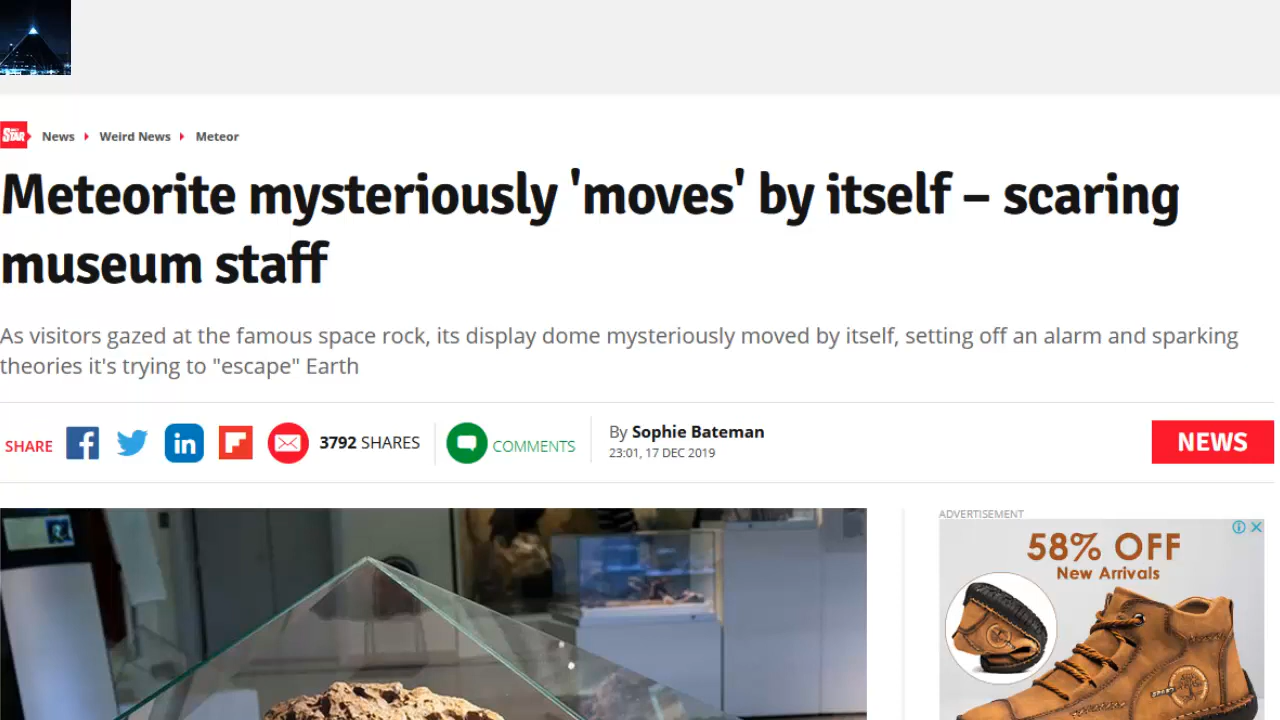 STAR
News
Weird News
Meteor
Meteorite mysteriously 'moves' by itself – scaring
museum staff
As visitors gazed at the famous space rock, its display dome mysteriously moved by itself, setting off an alarm and sparking
theories it's trying to "escape" Earth
SHARE
in
3792 SHARES
COMMENTS
By Sophie Bateman
23:01, 17 DEC 2019
NEWS
ADVERTISEMENT
58% OFF
New Arrivals